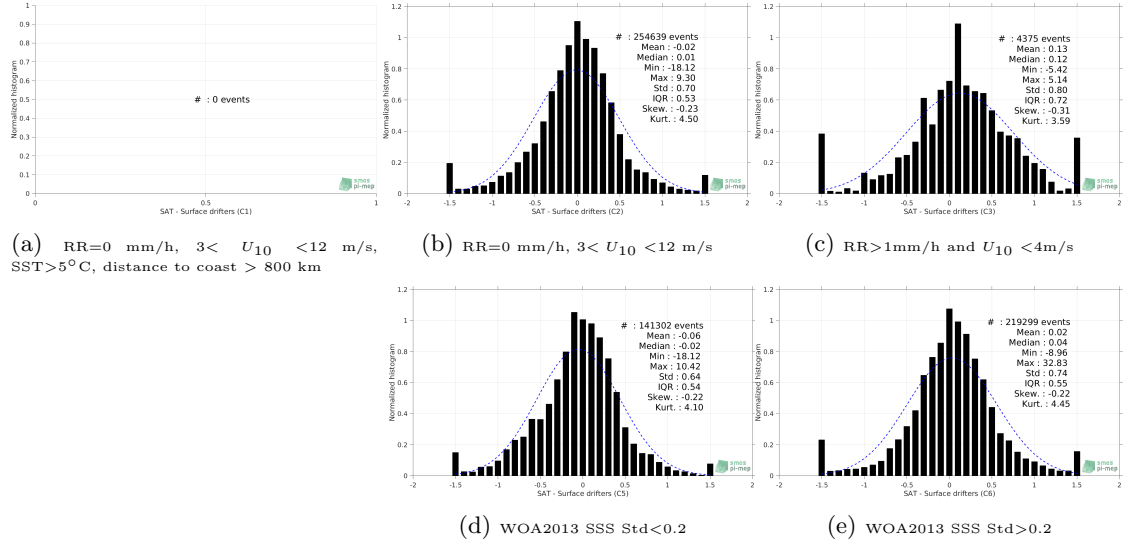 1
0.9
0.8
0.7
0.6
0.5
0.4
0.3
0.2
0.1
0
Normalized histogram
# : 0 events
smos
pi-mep
0 0.5 1
SAT - Surface drifters (C1)
(a) RR=0 mm/h, 3< U10 <12 m/s,
SST>5°C, distance to coast > 800 km
1.2
1
0.8
0.6
0.4
0.2
0
Normalized histogram
# : 254639 events
Mean : -0.02
Median : 0.01
Min : -18.12
Max : 9.30
Std : 0.70
IQR : 0.53
Skew. : -0.23
Kurt. : 4.50
smos
pi-mep
-2 -1.5 -1 -0.5 0 0.5 1 1.5 2
SAT - Surface drifters (C2)
(b) RR=0 mm/h, 3< U10 <12 m/s
1.2
1
0.8
0.6
0.4
0.2
0
Normalized histogram
# : 4375 events
Mean : 0.13
Median : 0.12
Min : -5.42
Max : 5.14
Std : 0.80
IQR : 0.72
Skew. : -0.31
Kurt. : 3.59
smos
pi-mep
-2 -1.5 -1 -0.5 0 0.5 1 1.5 2
SAT - Surface drifters (C3)
(c) RR>1mm/h and U10 <4m/s
1.2
1
0.8
0.6
0.4
0.2
0
Normalized histogram
# : 141302 events
Mean : -0.06
Median : -0.02
Min : -18.12
Max : 10.42
Std : 0.64
IQR : 0.54
Skew. : -0.22
Kurt. : 4.10
smos
pi-mep
-2 -1.5 -1 -0.5 0 0.5 1 1.5 2
SAT - Surface drifters (C5)
(d) WOA2013 SSS Std<0.2
1.2
1
0.8
0.6
0.4
0.2
0
Normalized histogram
# : 219299 events
Mean : 0.02
Median : 0.04
Min : -8.96
Max : 32.83
Std : 0.74
IQR : 0.55
Skew. : -0.22
Kurt. : 4.45
smos
pi-mep
-2 -1.5 -1 -0.5 0 0.5 1 1.5 2
SAT - Surface drifters (C6)
(e) WOA2013 SSS Std>0.2